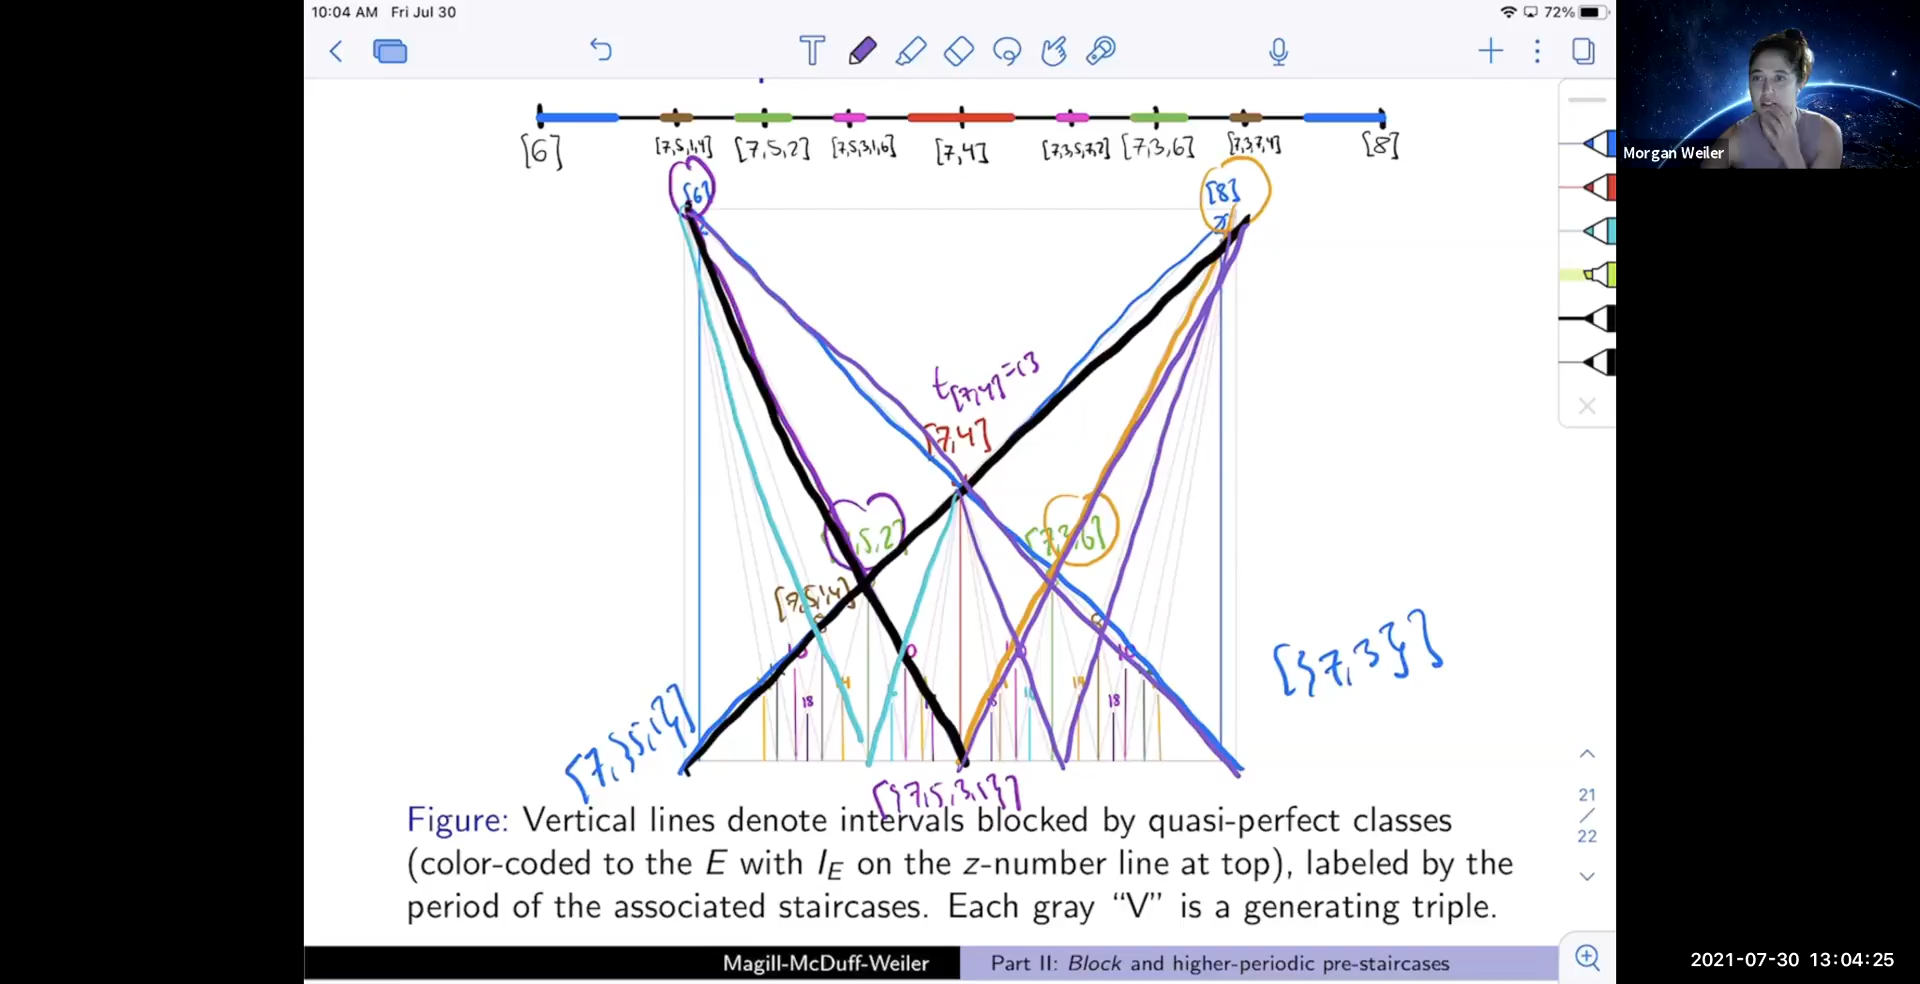 10:04 AM Fri Jul 30
72%
Morgan Weiler
[6] [7,5,1,4] [7,5,2] [7,5,3,1,6] [7,4] [7,3,5,7,2] [7,3,6] [7,3,7,4] [8]
[6] [8]
t[7,4]=13
[7,4]
,5,2] [7,3,6]
[7,5,1,4]
18 18
[{7,3}]
[7,{5,1}]
[{7,5,3,1}]
21
/
22
Figure: Vertical lines denote intervals blocked by quasi-perfect classes
(color-coded to the E with I_E on the z-number line at top), labeled by the
period of the associated staircases. Each gray “V” is a generating triple.
Magill-McDuff-Weiler Part II: Block and higher-periodic pre-staircases
2021-07-30 13:04:25